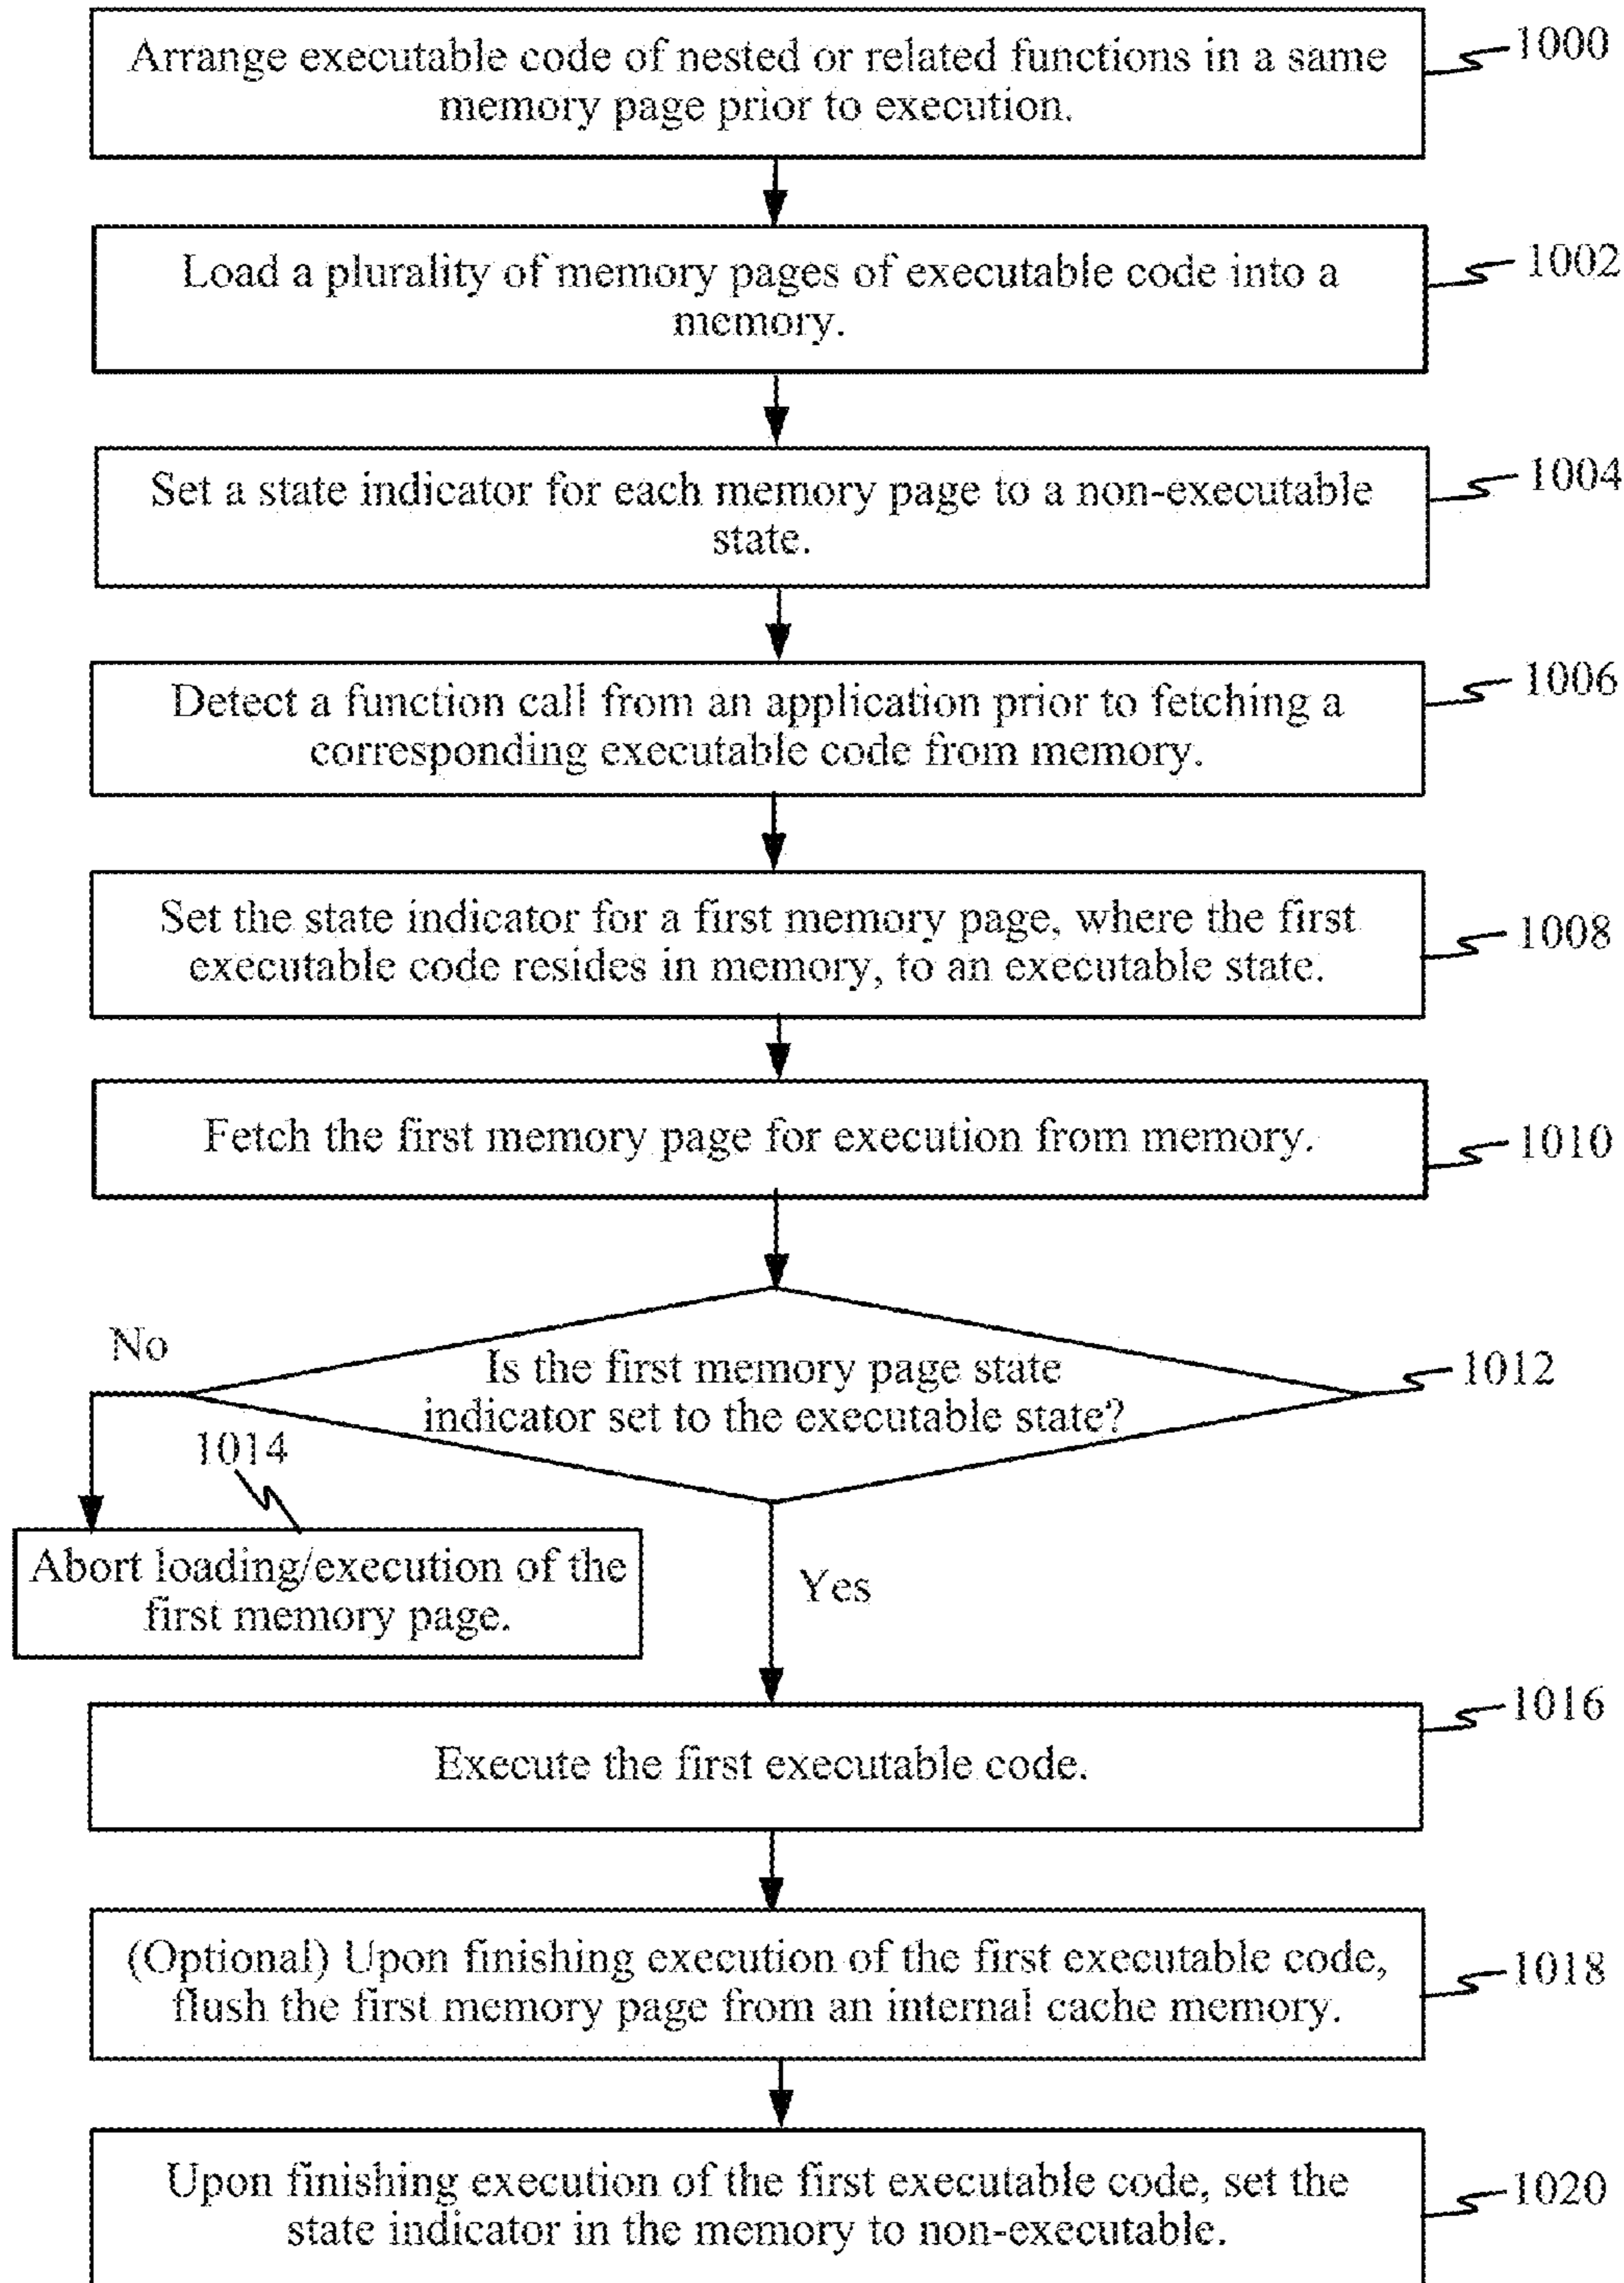 Arrange executable code of nested or related functions in a same
memory page prior to execution.
1000
Load a plurality of memory pages of executable code into a
memory.
1002
Set a state indicator for each memory page to a non-executable
state.
1004
Detect a function call from an application prior to fetching a
corresponding executable code from memory.
1006
Set the state indicator for a first memory page, where the first
executable code resides in memory, to an executable state.
1008
Fetch the first memory page for execution from memory.
1010
No
Is the first memory page state
indicator set to the executable state?
1012
1014
Abort loading/execution of the
first memory page.
Yes
Execute the first executable code.
1016
(Optional) Upon finishing execution of the first executable code,
flush the first memory page from an internal cache memory.
1018
Upon finishing execution of the first executable code, set the
state indicator in the memory to non-executable.
1020